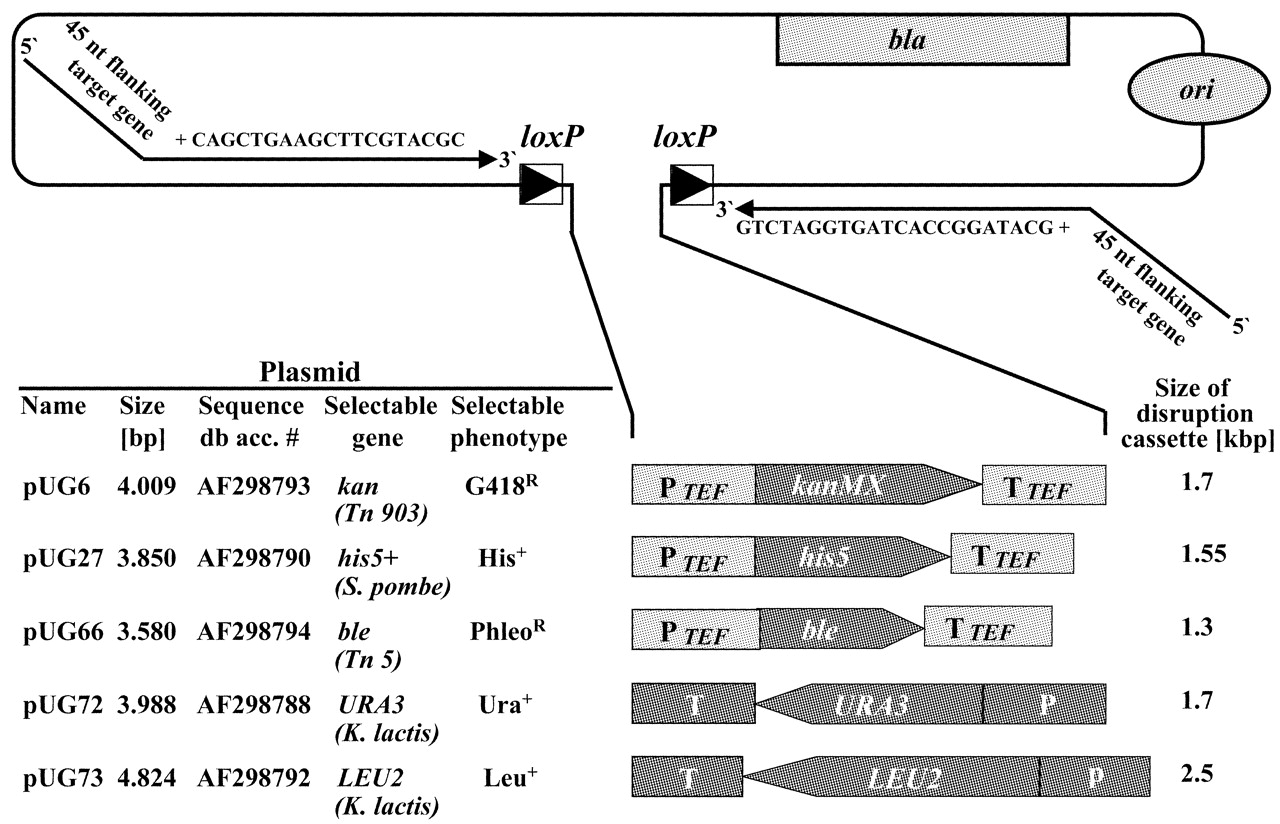 bla
ori
5`
45 nt flanking
target gene
+ CAGCTGAAGCTTCGTACGC
3`
loxP
loxP
3`
GTCTAGGTGATCACCGGATACG +
45 nt flanking
target gene
5`
Plasmid
Name Size [bp] Sequence db acc. # Selectable gene Selectable phenotype Size of disruption cassette [kbp]
pUG6 4.009 AF298793 kan (Tn 903) G418R P TEF kanMX T TEF 1.7
pUG27 3.850 AF298790 his5+ (S. pombe) His+ P TEF his5 T TEF 1.55
pUG66 3.580 AF298794 ble (Tn 5) PhleoR P TEF ble T TEF 1.3
pUG72 3.988 AF298788 URA3 (K. lactis) Ura+ T URA3 P 1.7
pUG73 4.824 AF298792 LEU2 (K. lactis) Leu+ T LEU2 P 2.5